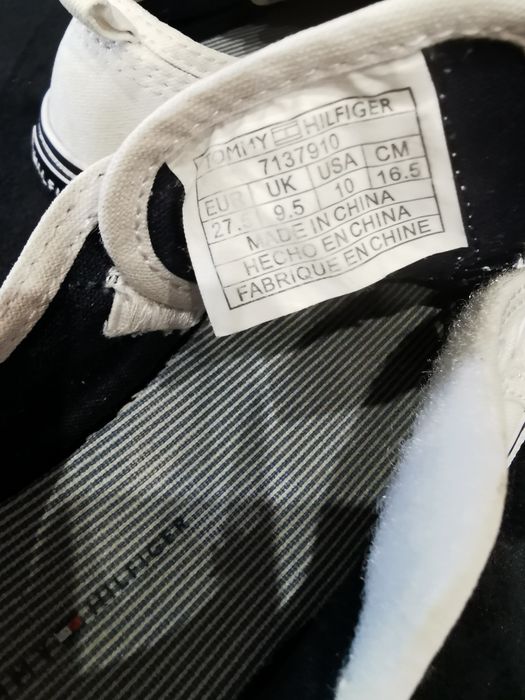 TOMMY HILFIGER
7137910
EUR UK USA CM
27.5 9.5 10 16.5
MADE IN CHINA
HECHO EN CHINA
FABRIQUE EN CHINE
HILFIGER